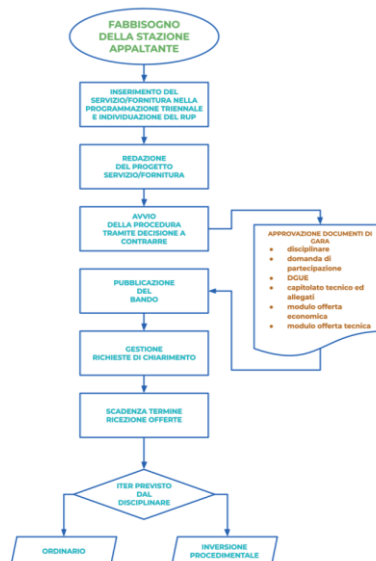 FABBISOGNO
DELLA STAZIONE
APPALTANTE
INSERIMENTO DEL
SERVIZIO/FORNITURA NELLA
PROGRAMMAZIONE TRIENNALE
E INDIVIDUAZIONE DEL RUP
REDAZIONE
DEL PROGETTO
SERVIZIO/FORNITURA
AVVIO
DELLA PROCEDURA
TRAMITE DECISIONE A
CONTRARRE
APPROVAZIONE DOCUMENTI DI
GARA
● disciplinare
● domanda di
partecipazione
● DGUE
● capitolato tecnico ed
allegati
● modulo offerta
economica
● modulo offerta tecnica
PUBBLICAZIONE
DEL
BANDO
GESTIONE
RICHIESTE DI CHIARIMENTO
SCADENZA TERMINE
RICEZIONE OFFERTE
ITER PREVISTO
DAL
DISCIPLINARE
ORDINARIO
INVERSIONE
PROCEDIMENTALE